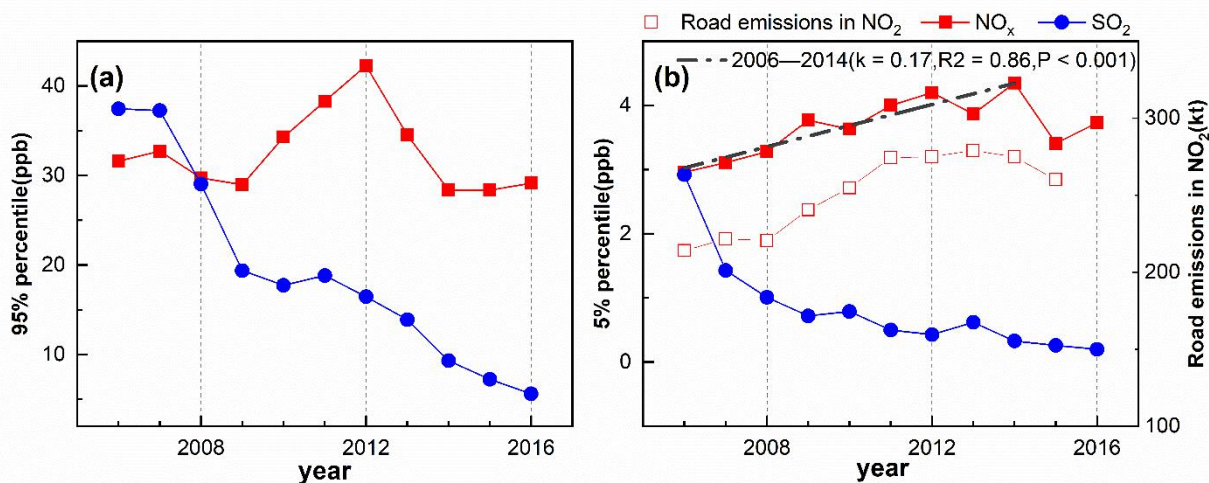 Road emissions in NO₂ NOₓ SO₂
(a)
95% percentile(ppb)
40
30
20
10
2008 2012 2016
year
(b)
2006—2014(k = 0.17,R2 = 0.86,P < 0.001)
5% percentile(ppb)
4
2
0
2008 2012 2016
year
300
200
100
Road emissions in NO₂(kt)